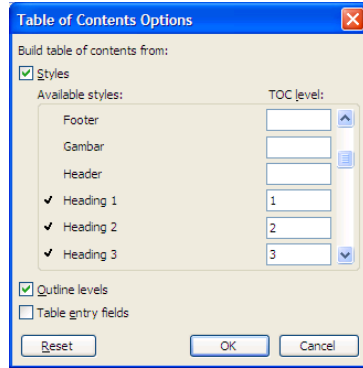 Table of Contents Options
Build table of contents from:
Styles
Available styles: TOC level:
Footer
Gambar
Header
Heading 1 1
Heading 2 2
Heading 3 3
Outline levels
Table entry fields
Reset OK Cancel